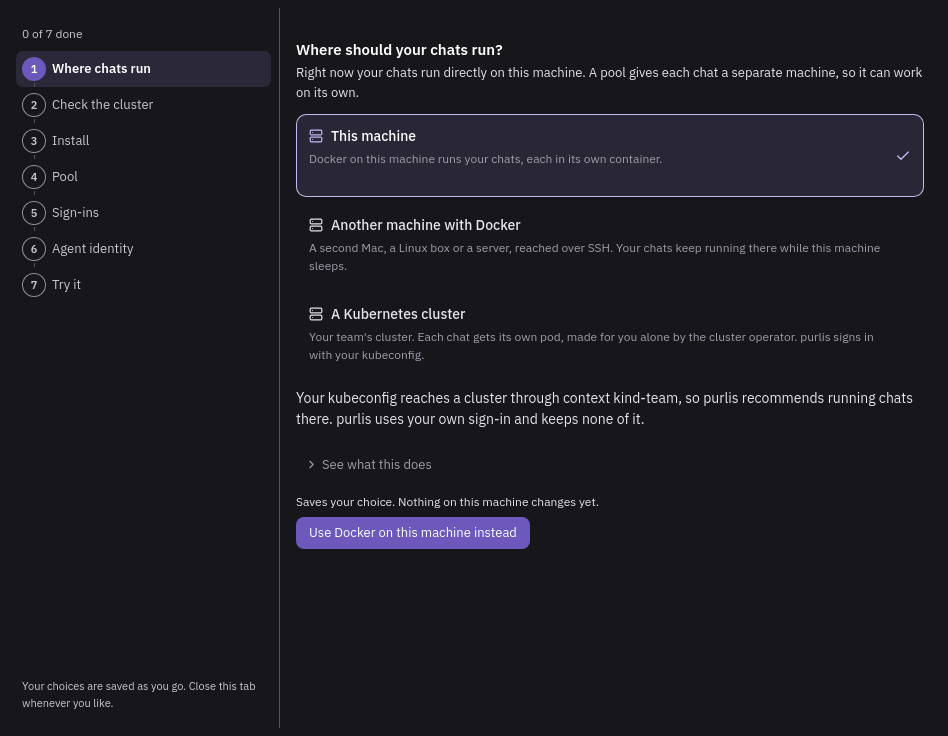 0 of 7 done
1 Where chats run
2 Check the cluster
3 Install
4 Pool
5 Sign-ins
6 Agent identity
7 Try it
Your choices are saved as you go. Close this tab
whenever you like.
Where should your chats run?
Right now your chats run directly on this machine. A pool gives each chat a separate machine, so it can work
on its own.
This machine
Docker on this machine runs your chats, each in its own container.
Another machine with Docker
A second Mac, a Linux box or a server, reached over SSH. Your chats keep running there while this machine
sleeps.
A Kubernetes cluster
Your team's cluster. Each chat gets its own pod, made for you alone by the cluster operator. purlis signs in
with your kubeconfig.
Your kubeconfig reaches a cluster through context kind-team, so purlis recommends running chats
there. purlis uses your own sign-in and keeps none of it.
See what this does
Saves your choice. Nothing on this machine changes yet.
Use Docker on this machine instead